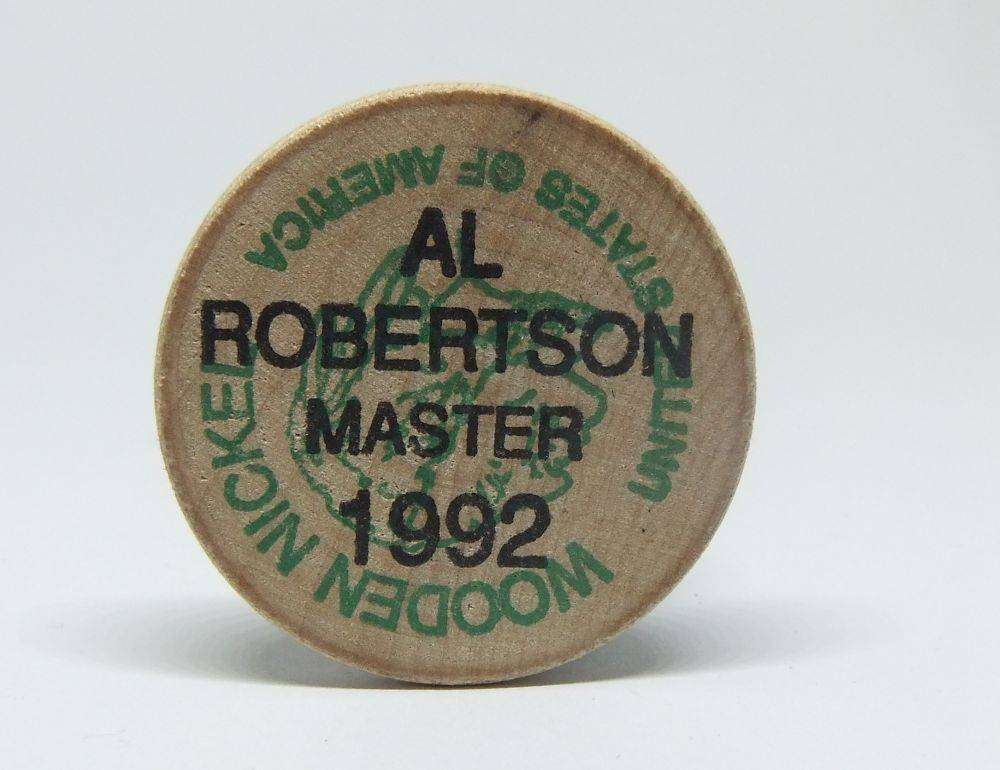 AL
ROBERTSON
MASTER
1992
UNITED STATES OF AMERICA
WOODEN NICKEL